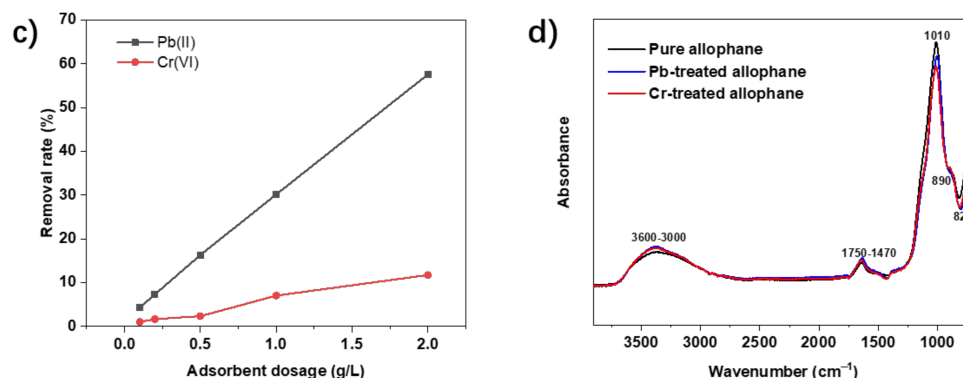 c)
70
60
50
40
30
20
10
0
Removal rate (%)
Pb(II)
Cr(VI)
0.0
0.5
1.0
1.5
2.0
Adsorbent dosage (g/L)
d)
Absorbance
Pure allophane
Pb-treated allophane
Cr-treated allophane
1010
890
82
3600-3000
1750-1470
3500
3000
2500
2000
1500
1000
Wavenumber (cm⁻¹)